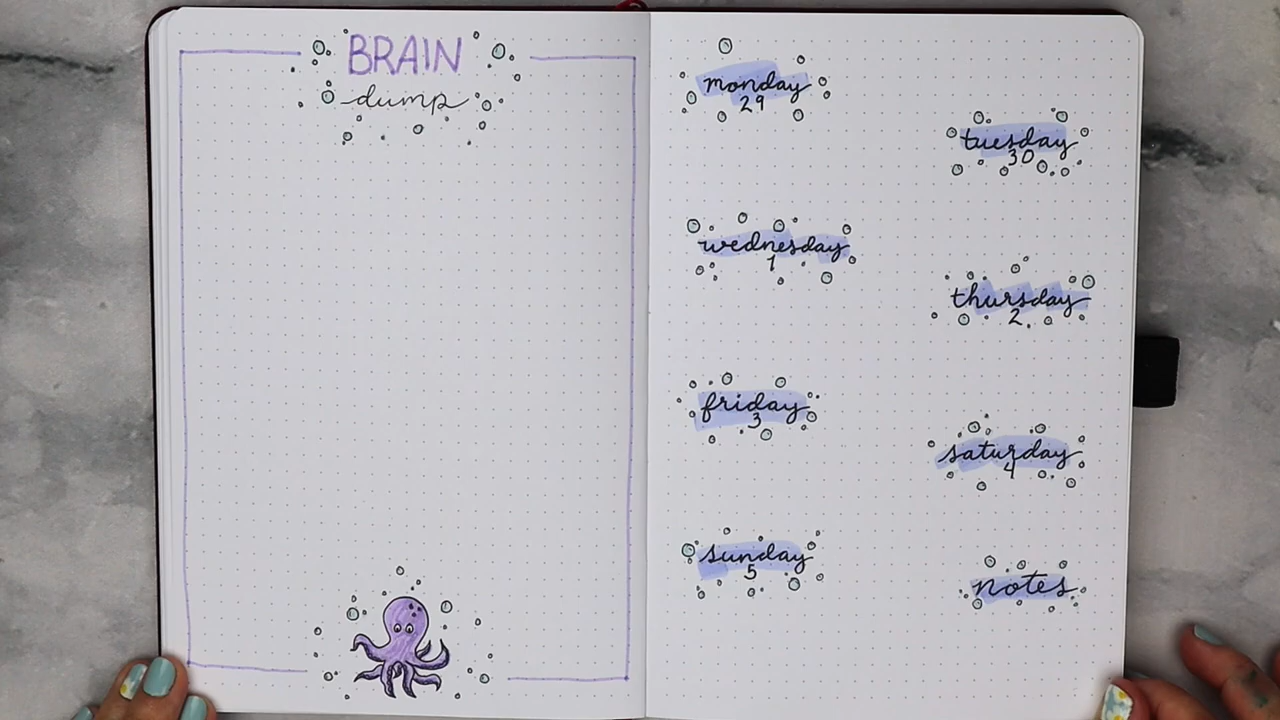 BRAIN
dump
monday
29
tuesday
30
wednesday
1
thursday
2
friday
3
saturday
4
sunday
5
notes